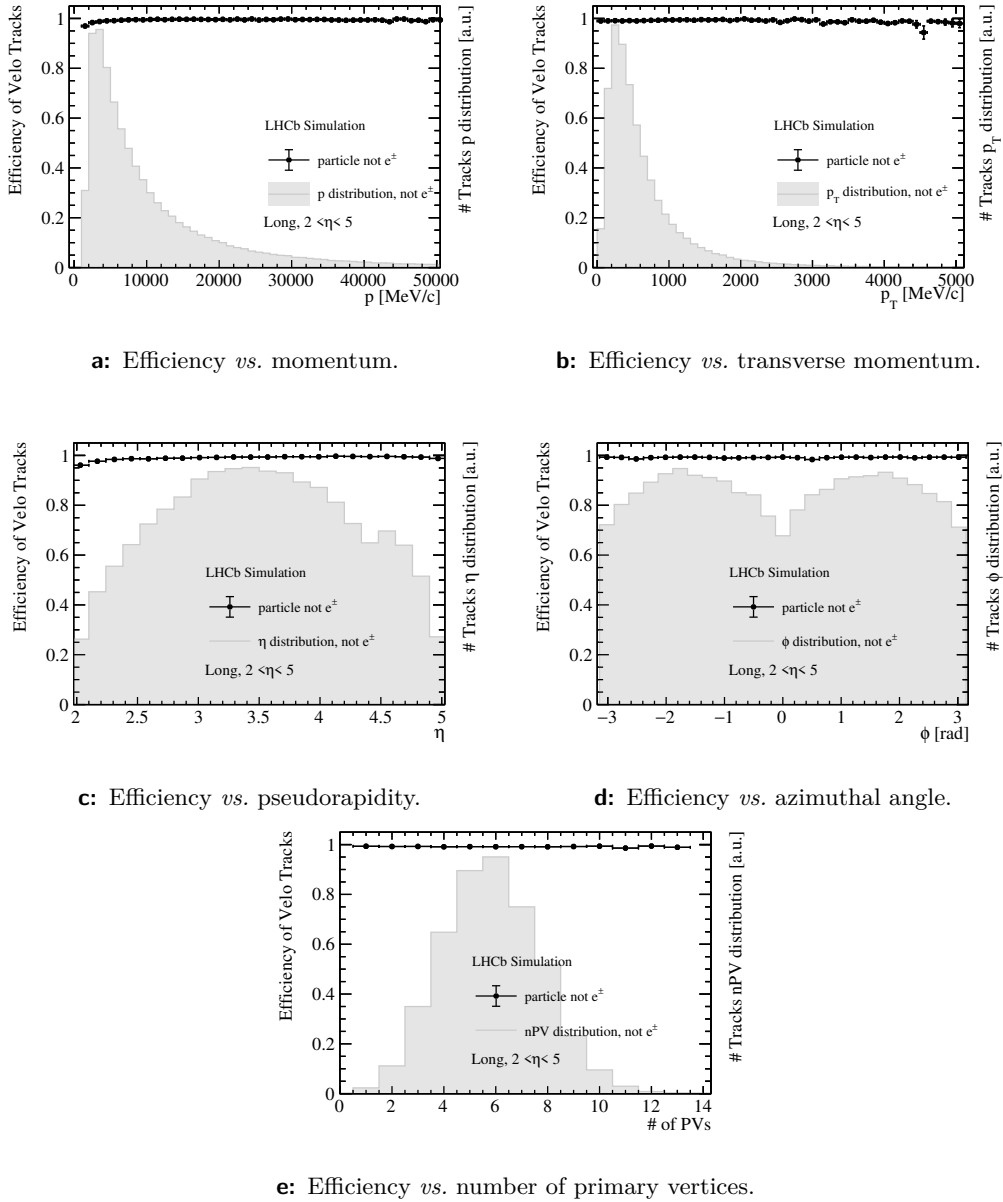 Efficiency of Velo Tracks
1
0.8
0.6
0.4
0.2
0
LHCb Simulation
particle not e±
p distribution, not e±
Long, 2 <η< 5
0 10000 20000 30000 40000 50000
p [MeV/c]
# Tracks p distribution [a.u.]
a: Efficiency vs. momentum.
Efficiency of Velo Tracks
1
0.8
0.6
0.4
0.2
0
LHCb Simulation
particle not e±
p_T distribution, not e±
Long, 2 <η< 5
0 1000 2000 3000 4000 5000
p_T [MeV/c]
# Tracks p_T distribution [a.u.]
b: Efficiency vs. transverse momentum.
Efficiency of Velo Tracks
1
0.8
0.6
0.4
0.2
0
LHCb Simulation
particle not e±
η distribution, not e±
Long, 2 <η< 5
2 2.5 3 3.5 4 4.5 5
η
# Tracks η distribution [a.u.]
c: Efficiency vs. pseudorapidity.
Efficiency of Velo Tracks
1
0.8
0.6
0.4
0.2
0
LHCb Simulation
particle not e±
ϕ distribution, not e±
Long, 2 <η< 5
−3 −2 −1 0 1 2 3
ϕ [rad]
# Tracks ϕ distribution [a.u.]
d: Efficiency vs. azimuthal angle.
Efficiency of Velo Tracks
1
0.8
0.6
0.4
0.2
0
LHCb Simulation
particle not e±
nPV distribution, not e±
Long, 2 <η< 5
0 2 4 6 8 10 12 14
# of PVs
# Tracks nPV distribution [a.u.]
e: Efficiency vs. number of primary vertices.